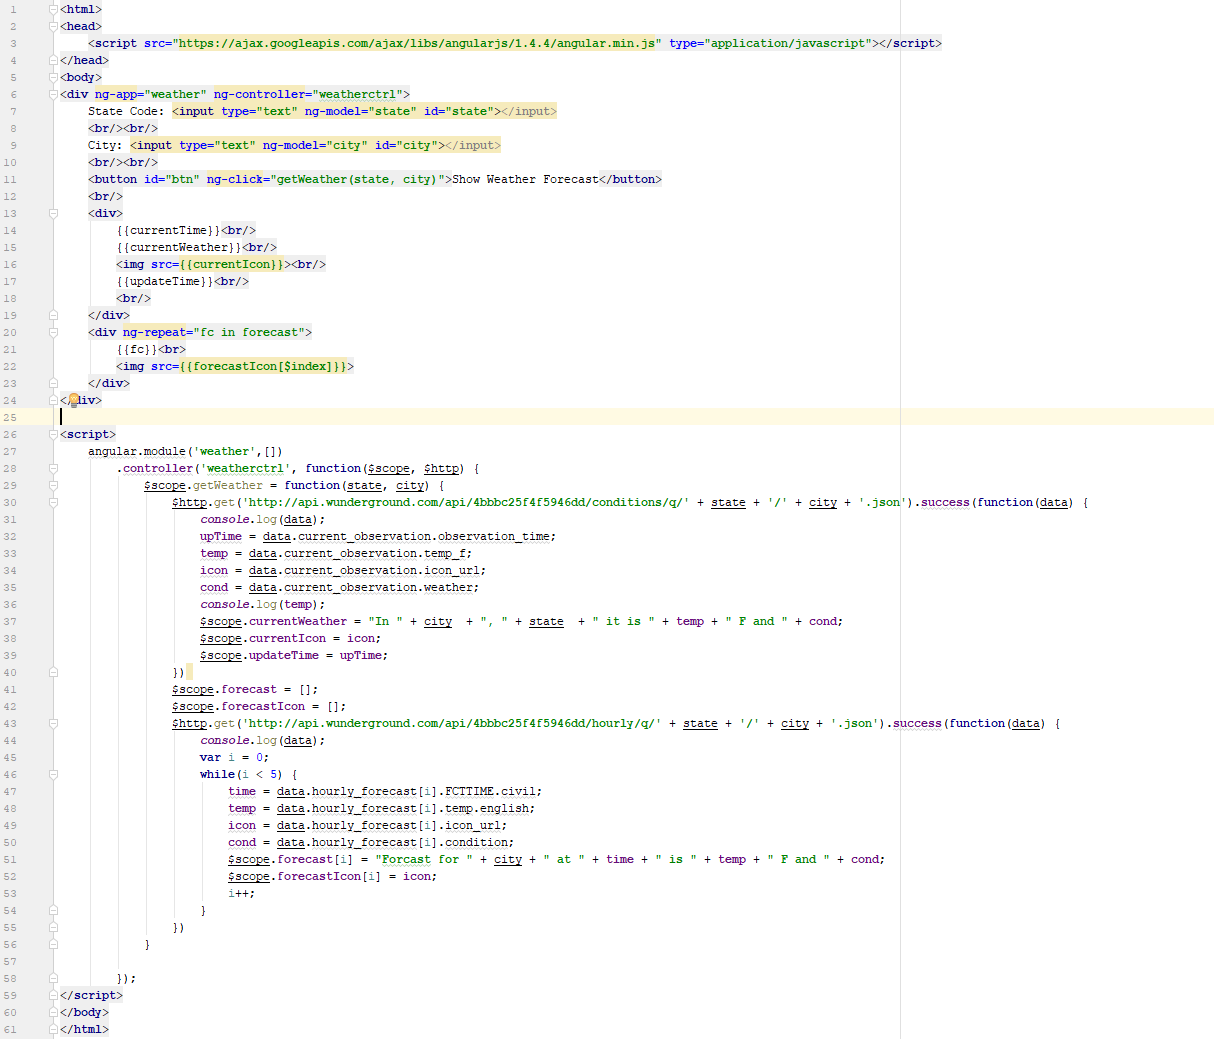 1 <html>
2 <head>
3 <script src="https://ajax.googleapis.com/ajax/libs/angularjs/1.4.4/angular.min.js" type="application/javascript"></script>
4 </head>
5 <body>
6 <div ng-app="weather" ng-controller="weatherctrl">
7 State Code: <input type="text" ng-model="state" id="state"></input>
8 <br/><br/>
9 City: <input type="text" ng-model="city" id="city"></input>
10 <br/><br/>
11 <button id="btn" ng-click="getWeather(state, city)">Show Weather Forecast</button>
12 <br/>
13 <div>
14 {{currentTime}}<br/>
15 {{currentWeather}}<br/>
16 <img src={{currentIcon}}><br/>
17 {{updateTime}}<br/>
18 <br/>
19 </div>
20 <div ng-repeat="fc in forecast">
21 {{fc}}<br>
22 <img src={{forecastIcon[$index]}}>
23 </div>
24 </div>
25
26 <script>
27 angular.module('weather',[])
28 .controller('weatherctrl', function($scope, $http) {
29 $scope.getWeather = function(state, city) {
30 $http.get('http://api.wunderground.com/api/4bbbc25f4f5946dd/conditions/q/' + state + '/' + city + '.json').success(function(data) {
31 console.log(data);
32 upTime = data.current_observation.observation_time;
33 temp = data.current_observation.temp_f;
34 icon = data.current_observation.icon_url;
35 cond = data.current_observation.weather;
36 console.log(temp);
37 $scope.currentWeather = "In " + city  + ", " + state  + " it is " + temp + " F and " + cond;
38 $scope.currentIcon = icon;
39 $scope.updateTime = upTime;
40 })
41 $scope.forecast = [];
42 $scope.forecastIcon = [];
43 $http.get('http://api.wunderground.com/api/4bbbc25f4f5946dd/hourly/q/' + state + '/' + city + '.json').success(function(data) {
44 console.log(data);
45 var i = 0;
46 while(i < 5) {
47 time = data.hourly_forecast[i].FCTTIME.civil;
48 temp = data.hourly_forecast[i].temp.english;
49 icon = data.hourly_forecast[i].icon_url;
50 cond = data.hourly_forecast[i].condition;
51 $scope.forecast[i] = "Forcast for " + city + " at " + time + " is " + temp + " F and " + cond;
52 $scope.forecastIcon[i] = icon;
53 i++;
54 }
55 })
56 }
57
58 });
59 </script>
60 </body>
61 </html>